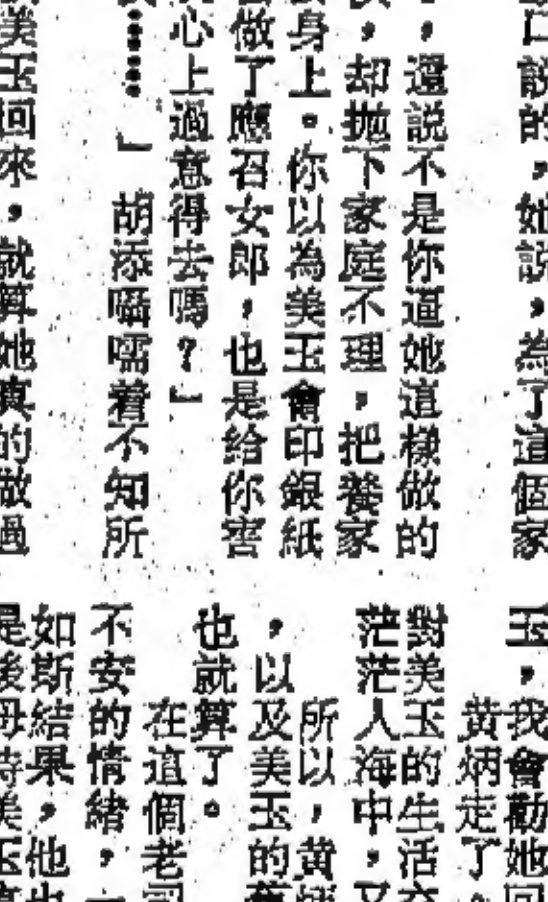 口說的，她說，為了這個家
，還說不是你逼她這樣做的
，却拋下家庭不理，把養家
身上。你以為美玉會印銀紙
做了應召女郎，也是給你害
心上過意得去嗎？」
……」　胡添囁嚅着不知所
美玉回來，就算她真的做過
玉，我會勸她回
黃炳走了。
對美玉的生活
茫茫人海中，又
所以，黃炳
，以及美玉的
也就算了。
在這個老
不安的情緒，一
如斯結果，他也
是後母待美玉